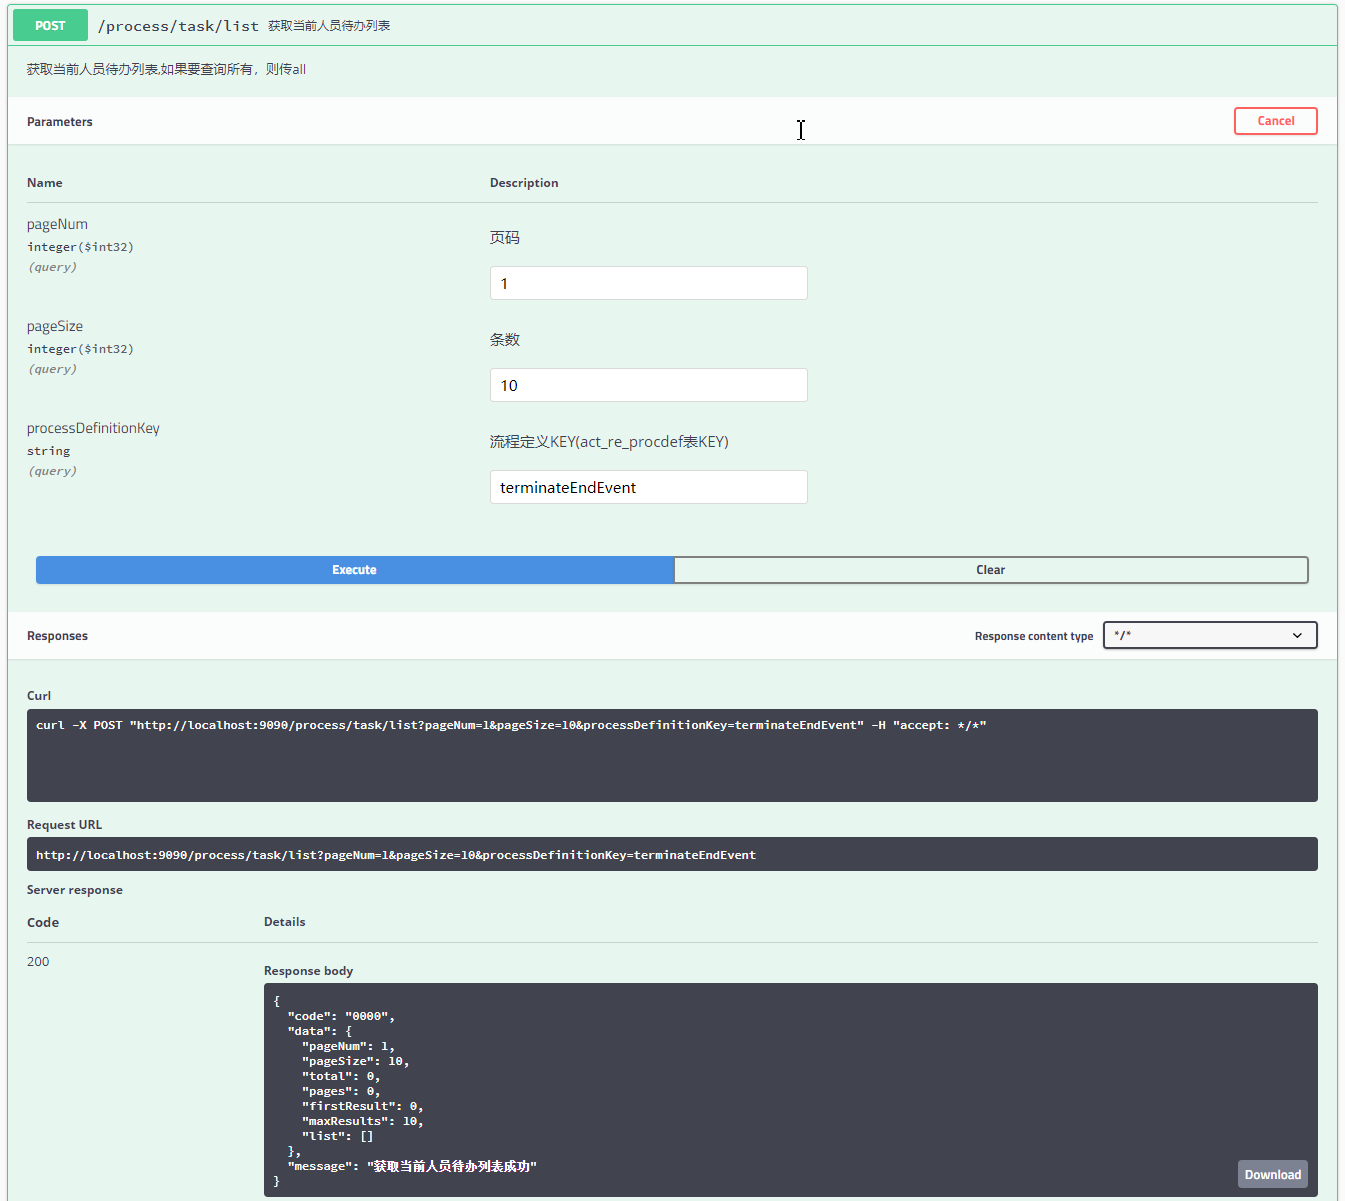 POST /process/task/list 获取当前人员待办列表
获取当前人员待办列表,如果要查询所有，则传all
Parameters
Cancel
Name Description
pageNum
integer($int32)
(query)
页码
1
pageSize
integer($int32)
(query)
条数
10
processDefinitionKey
string
(query)
流程定义KEY(act_re_procdef表KEY)
terminateEndEvent
Execute Clear
Responses Response content type */*
Curl
curl -X POST "http://localhost:9090/process/task/list?pageNum=1&pageSize=10&processDefinitionKey=terminateEndEvent" -H "accept: */*"
Request URL
http://localhost:9090/process/task/list?pageNum=1&pageSize=10&processDefinitionKey=terminateEndEvent
Server response
Code Details
200
Response body
{
  "code": "0000",
  "data": {
    "pageNum": 1,
    "pageSize": 10,
    "total": 0,
    "pages": 0,
    "firstResult": 0,
    "maxResults": 10,
    "list": []
  },
  "message": "获取当前人员待办列表成功"
}
Download